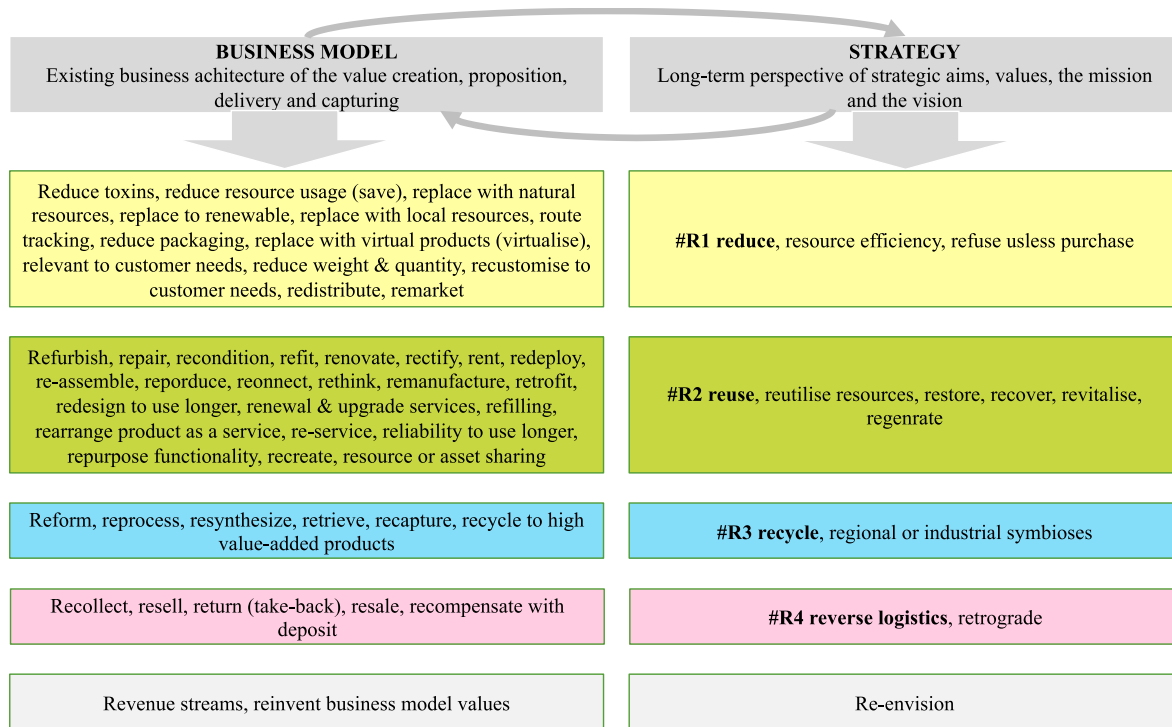 BUSINESS MODEL
Existing business achitecture of the value creation, proposition,
delivery and capturing
STRATEGY
Long-term perspective of strategic aims, values, the mission
and the vision
Reduce toxins, reduce resource usage (save), replace with natural
resources, replace to renewable, replace with local resources, route
tracking, reduce packaging, replace with virtual products (virtualise),
relevant to customer needs, reduce weight & quantity, recustomise to
customer needs, redistribute, remarket
#R1 reduce, resource efficiency, refuse usless purchase
Refurbish, repair, recondition, refit, renovate, rectify, rent, redeploy,
re-assemble, reporduce, reonnect, rethink, remanufacture, retrofit,
redesign to use longer, renewal & upgrade services, refilling,
rearrange product as a service, re-service, reliability to use longer,
repurpose functionality, recreate, resource or asset sharing
#R2 reuse, reutilise resources, restore, recover, revitalise,
regenrate
Reform, reprocess, resynthesize, retrieve, recapture, recycle to high
value-added products
#R3 recycle, regional or industrial symbioses
Recollect, resell, return (take-back), resale, recompensate with
deposit
#R4 reverse logistics, retrograde
Revenue streams, reinvent business model values
Re-envision